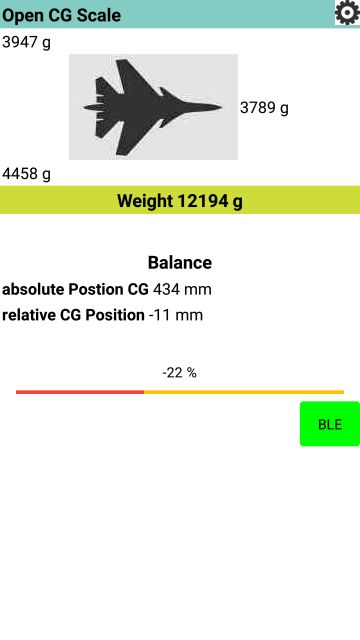 Open CG Scale
3947 g
3789 g
4458 g
Weight 12194 g
Balance
absolute Postion CG 434 mm
relative CG Position -11 mm
-22 %
BLE